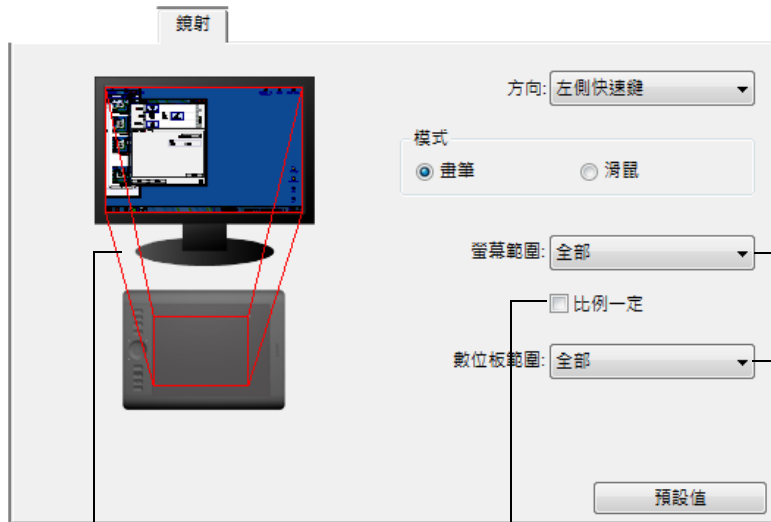 鏡射
方向: 左側快速鍵
模式
畫筆 滑鼠
螢幕範圍: 全部
比例一定
數位板範圍: 全部
預設值